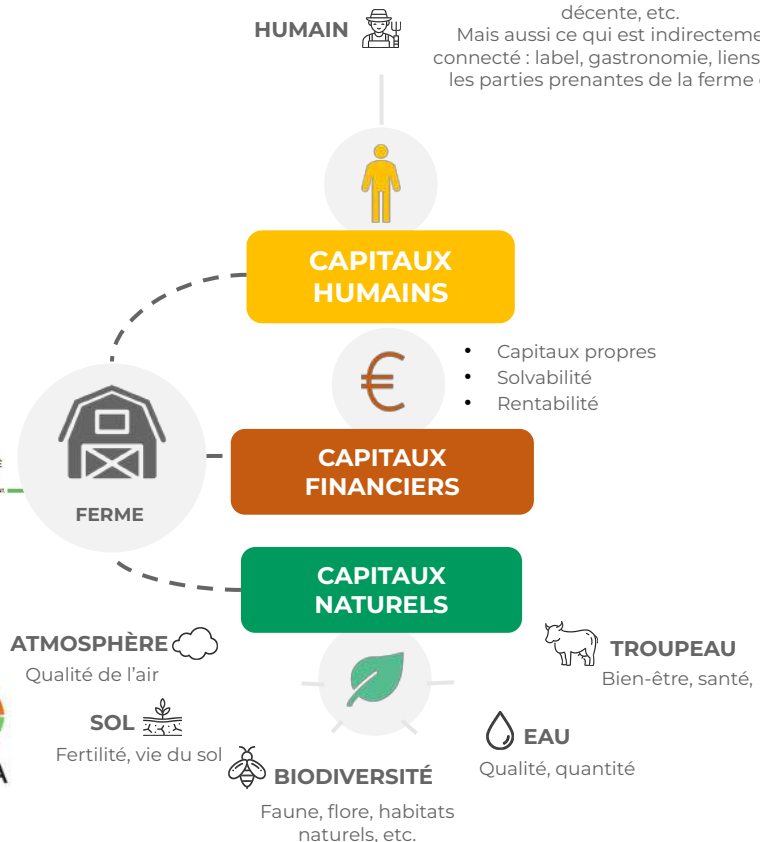 HUMAIN
décente, etc.
Mais aussi ce qui est indirecteme
connecté : label, gastronomie, liens
les parties prenantes de la ferme
CAPITAUX
HUMAINS
• Capitaux propres
• Solvabilité
• Rentabilité
CAPITAUX
FINANCIERS
FERME
CAPITAUX
NATURELS
ATMOSPHÈRE
Qualité de l'air
TROUPEAU
Bien-être, santé,
SOL
Fertilité, vie du sol
EAU
Qualité, quantité
BIODIVERSITÉ
Faune, flore, habitats
naturels, etc.